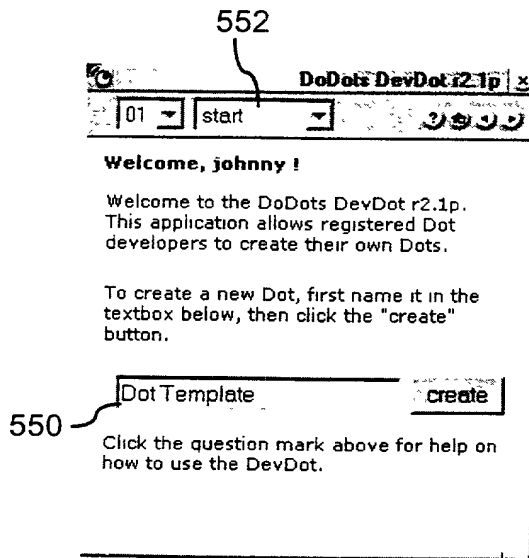 552
DoDots DevDot r2.1p x
01 start ?
Welcome, johnny !
Welcome to the DoDots DevDot r2.1p.
This application allows registered Dot
developers to create their own Dots.
To create a new Dot, first name it in the
textbox below, then click the "create"
button.
Dot Template create
550
Click the question mark above for help on
how to use the DevDot.